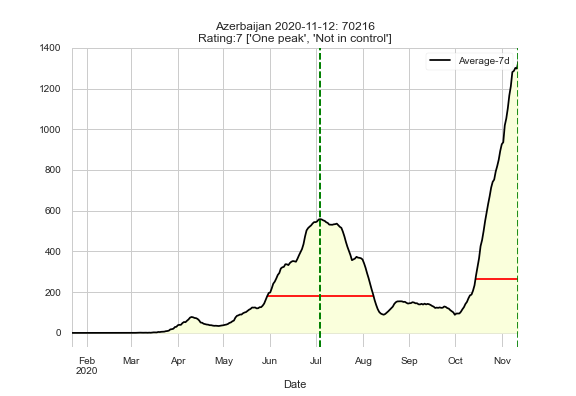 Azerbaijan 2020-11-12: 70216
Rating:7 ['One peak', 'Not in control']
Average-7d
1400
1200
1000
800
600
400
200
0
Feb Mar Apr May Jun Jul Aug Sep Oct Nov
2020
Date